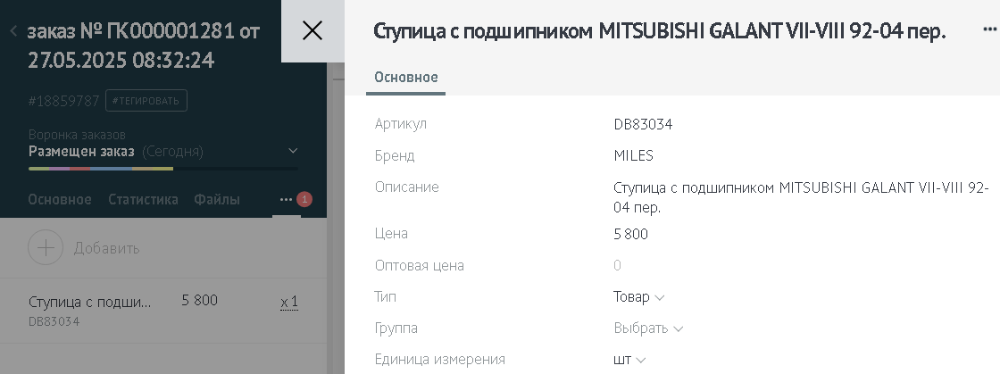 заказ № ГК000001281 от
27.05.2025 08:32:24
#18859787 #ТЕГИРОВАТЬ
Воронка заказов
Размещен заказ (Сегодня)
Основное Статистика Файлы ... 1
Добавить
Ступица с подши... 5 800 x 1
DB83034
Ступица с подшипником MITSUBISHI GALANT VII-VIII 92-04 пер.
Основное
Артикул DB83034
Бренд MILES
Описание Ступица с подшипником MITSUBISHI GALANT VII-VIII 92-
04 пер.
Цена 5 800
Оптовая цена 0
Тип Товар
Группа Выбрать
Единица измерения шт